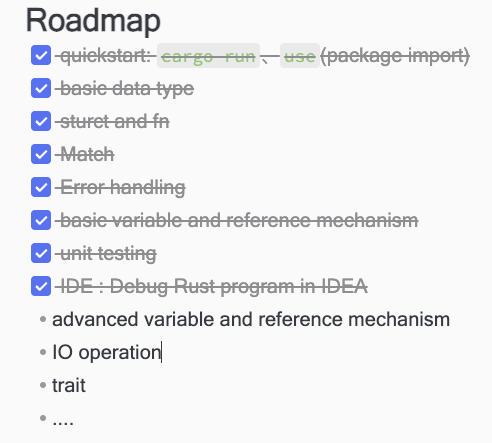 Roadmap
quickstart: cargo run、use(package import)
basic data type
sturct and fn
Match
Error handling
basic variable and reference mechanism
unit testing
IDE : Debug Rust program in IDEA
advanced variable and reference mechanism
IO operation
trait
....